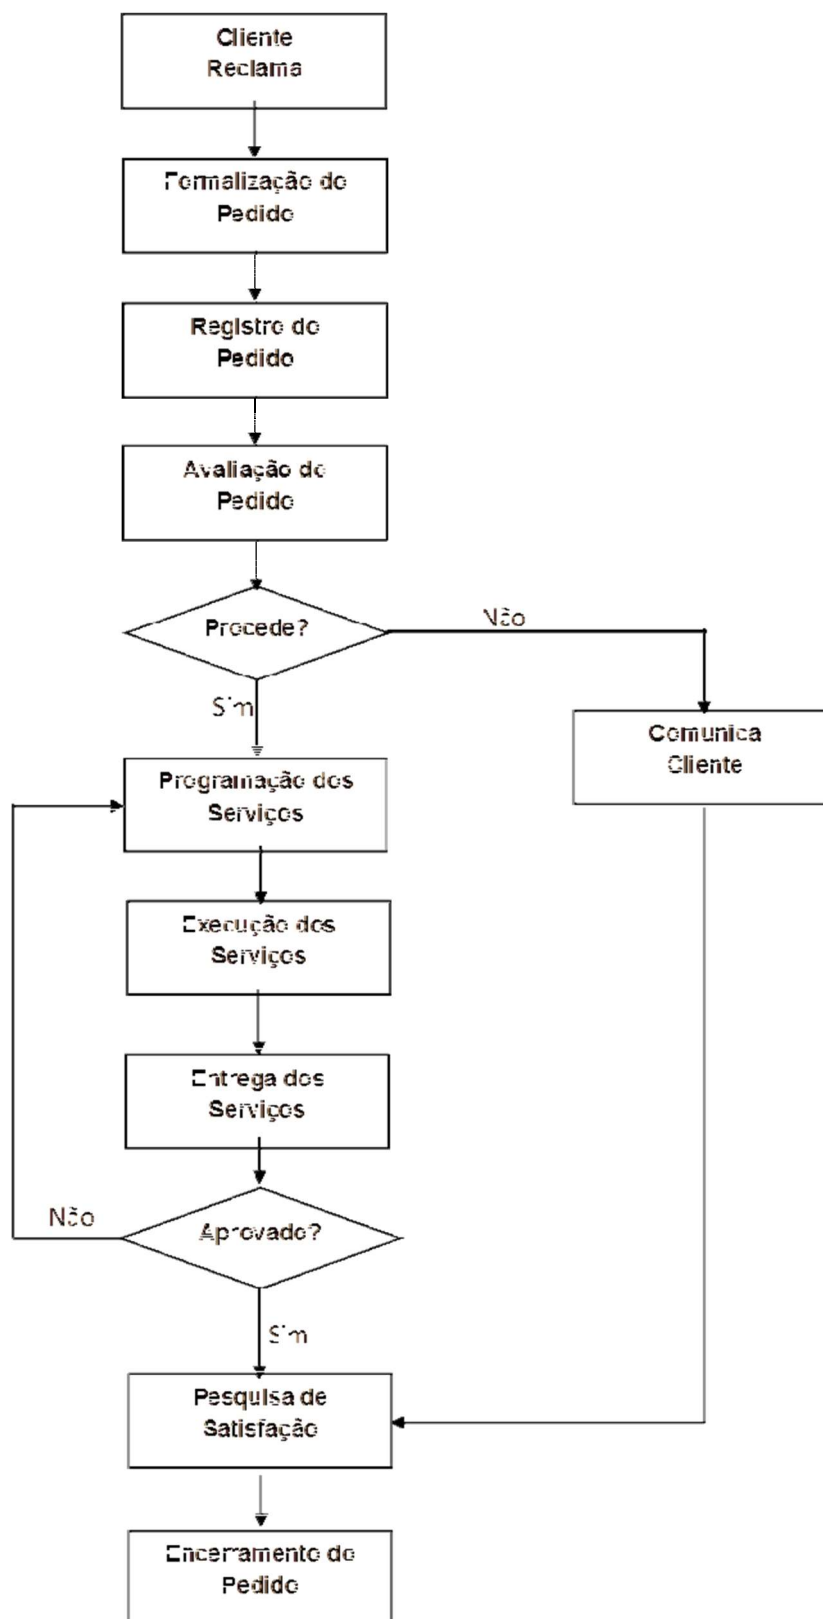 Cliente
Reclama
Formalização do
Pedido
Registro do
Pedido
Avaliação do
Pedido
Procede?
Não
Sim
Comunica
Cliente
Programação dos
Serviços
Execução dos
Serviços
Entrega dos
Serviços
Não
Aprovado?
Sim
Pesquisa de
Satisfação
Encerramento do
Pedido